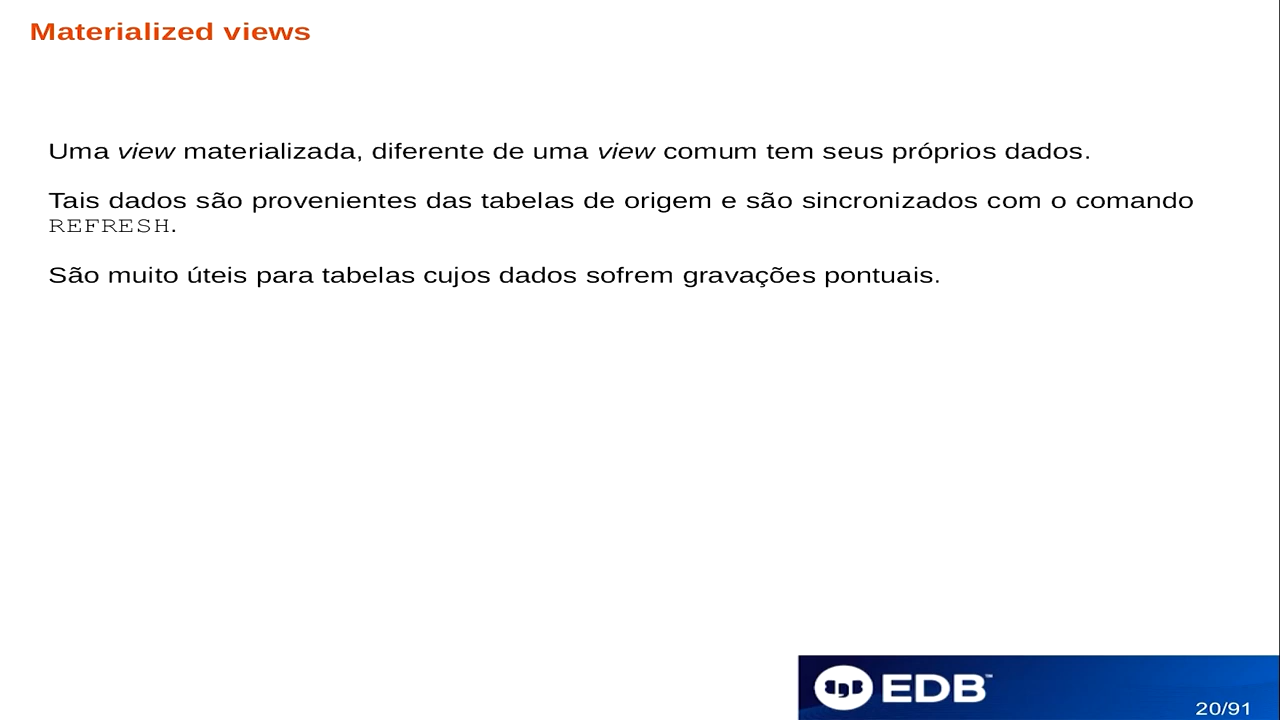 Materialized views
Uma view materializada, diferente de uma view comum tem seus próprios dados.
Tais dados são provenientes das tabelas de origem e são sincronizados com o comando
REFRESH.
São muito úteis para tabelas cujos dados sofrem gravações pontuais.
EDB™
20/91